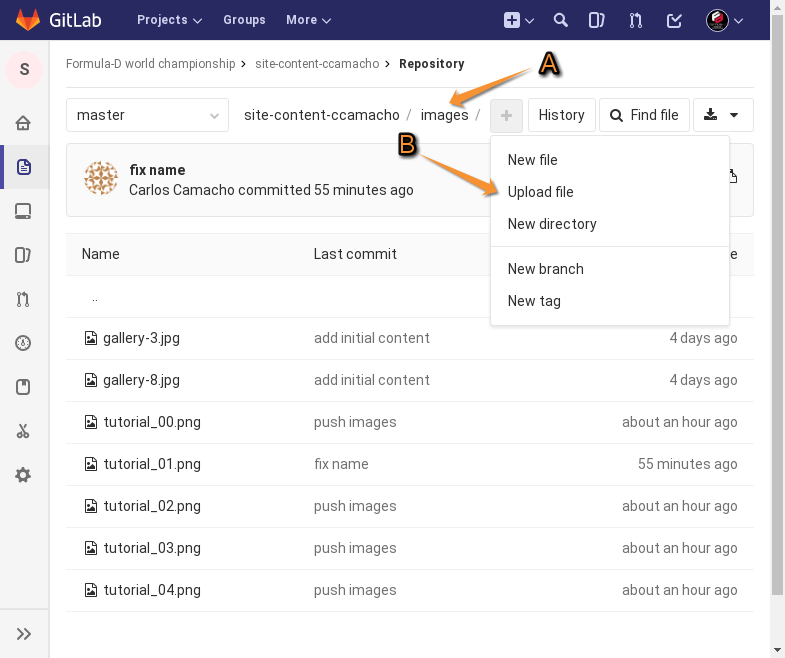 GitLab Projects Groups More
S
Formula-D world championship > site-content-ccamacho > Repository
A
master site-content-ccamacho / images / + History Find file
B
fix name
Carlos Camacho committed 55 minutes ago
New file
Upload file
New directory
New branch
New tag
Name Last commit e
..
gallery-3.jpg add initial content 4 days ago
gallery-8.jpg add initial content 4 days ago
tutorial_00.png push images about an hour ago
tutorial_01.png fix name 55 minutes ago
tutorial_02.png push images about an hour ago
tutorial_03.png push images about an hour ago
tutorial_04.png push images about an hour ago